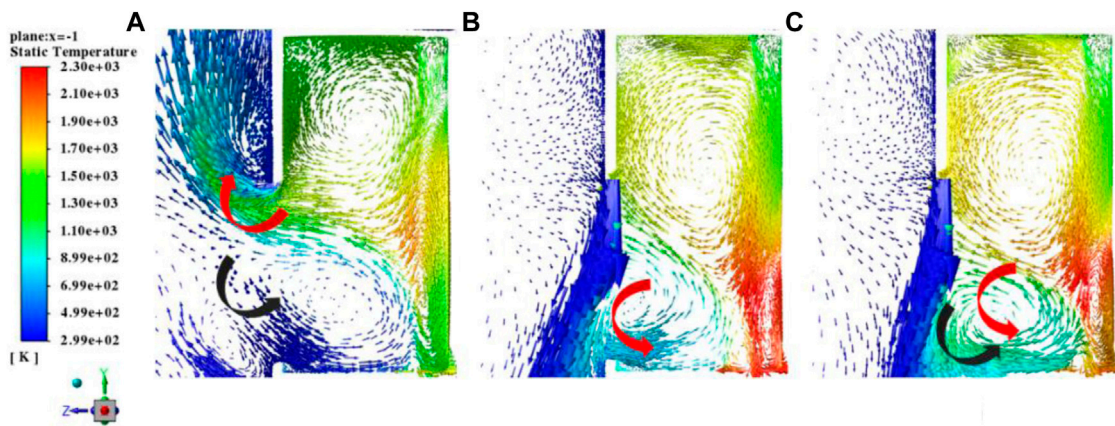 A B C
plane:x=-1
Static Temperature
2.30e+03
2.10e+03
1.90e+03
1.70e+03
1.50e+03
1.30e+03
1.10e+03
8.99e+02
6.99e+02
4.99e+02
2.99e+02
[ K ]
Y
Z